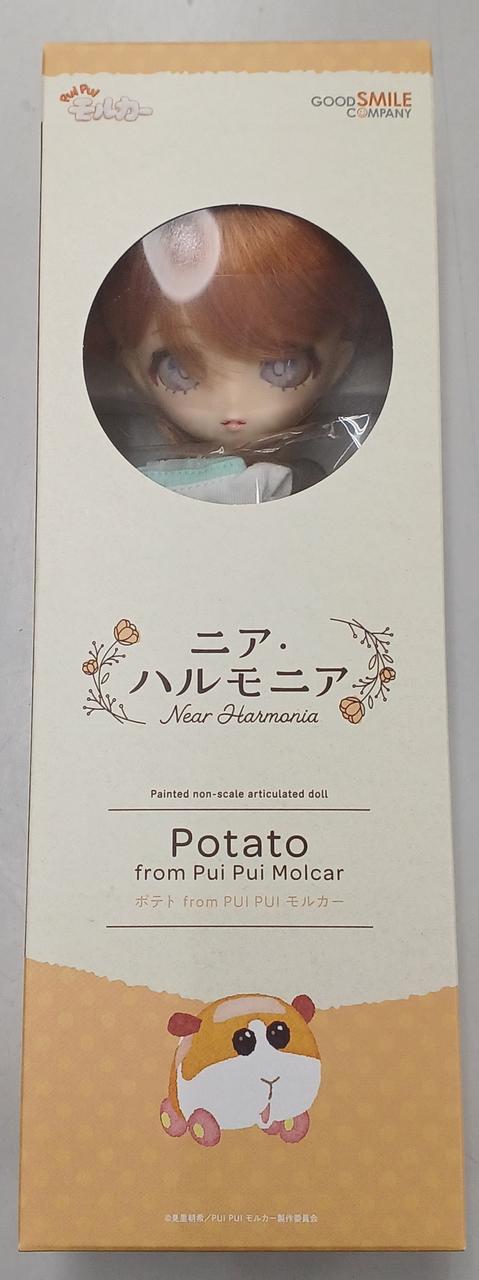 PUI PUI
モルカー
GOOD SMILE
COMPANY
ニア・
ハルモニア
Near Harmonia
Painted non-scale articulated doll
Potato
from Pui Pui Molcar
ポテト from PUI PUI モルカー
©見里朝希／PUI PUI モルカー製作委員会